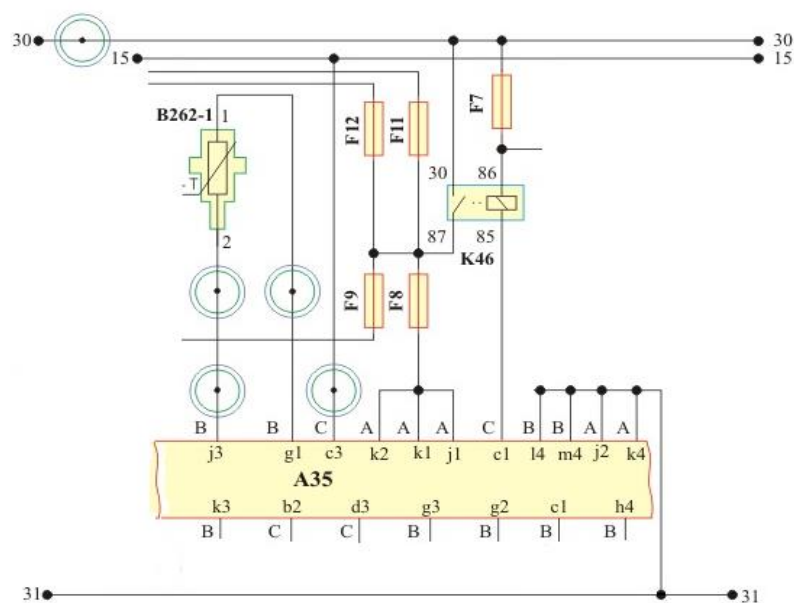 30 30
15 15
B262-1 1
F12 F11 F7
- T
30 86
2 87 85
K46
F9 F8
B B C A A A C B B A A
j3 g1 c3 k2 k1 j1 c1 l4 m4 j2 k4
A35
k3 b2 d3 g3 g2 c1 h4
B C C B B B B
31 31